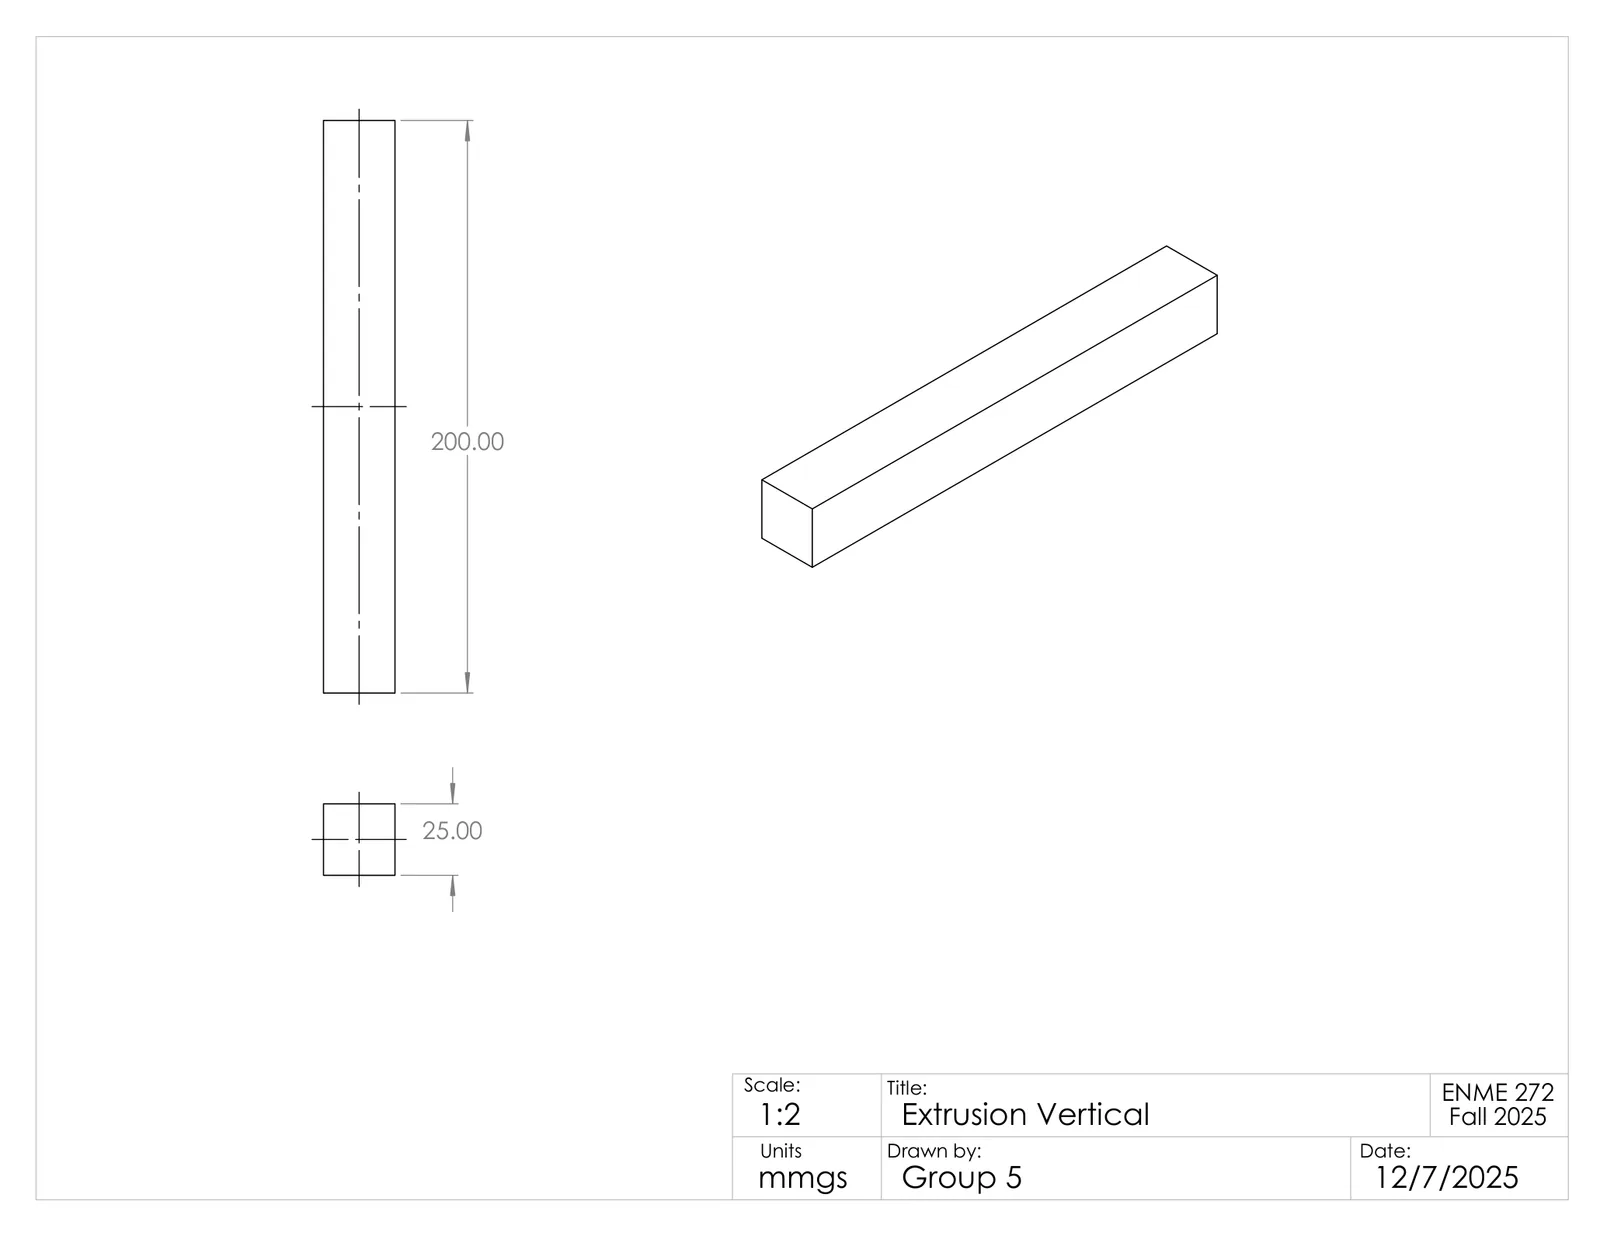 200.00
25.00
Scale:
1:2
Title:
Extrusion Vertical
ENME 272
Fall 2025
Units
mmgs
Drawn by:
Group 5
Date:
12/7/2025